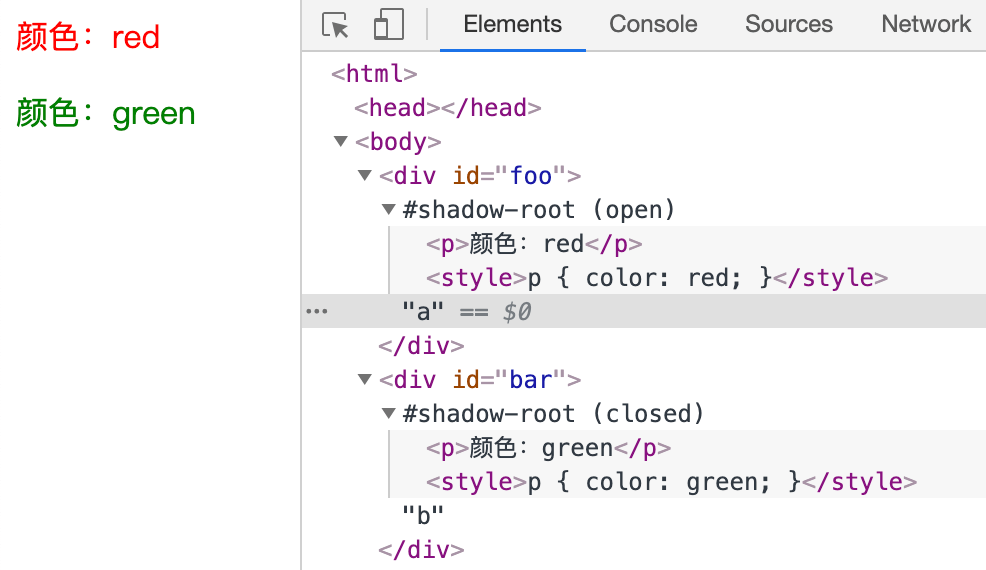 颜色：red
颜色：green
Elements Console Sources Network
<html>
<head></head>
▼ <body>
▼ <div id="foo">
▼ #shadow-root (open)
<p>颜色：red</p>
<style>p { color: red; }</style>
••• "a" == $0
</div>
▼ <div id="bar">
▼ #shadow-root (closed)
<p>颜色：green</p>
<style>p { color: green; }</style>
"b"
</div>